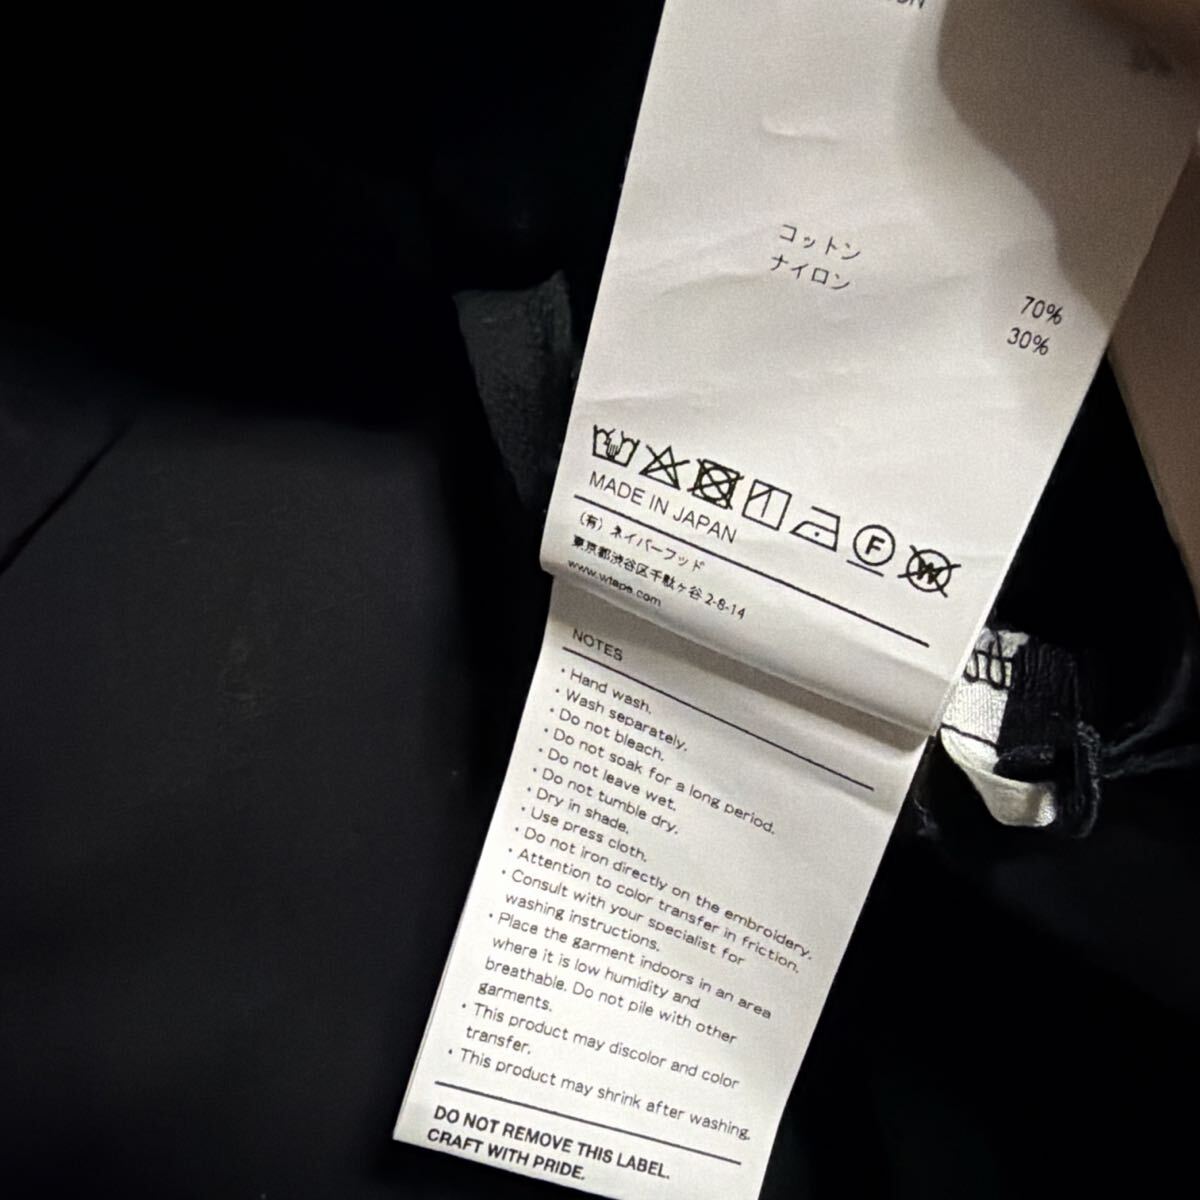 コットン 70%
ナイロン 30%
MADE IN JAPAN
F
W
(有) ネイバーフッド
東京都渋谷区千駄ヶ谷 2-8-14
www.wtaps.com
NOTES
・Hand wash.
・Wash separately.
・Do not bleach.
・Do not soak for a long period.
・Do not leave wet.
・Do not tumble dry.
・Dry in shade.
・Use press cloth.
・Do not iron directly on the embroidery.
・Attention to color transfer in friction.
・Consult with your specialist for
washing instructions.
・Place the garment indoors in an area
where it is low humidity and
breathable. Do not pile with other
garments.
・This product may discolor and color
transfer.
・This product may shrink after washing.
DO NOT REMOVE THIS LABEL.
CRAFT WITH PRIDE.